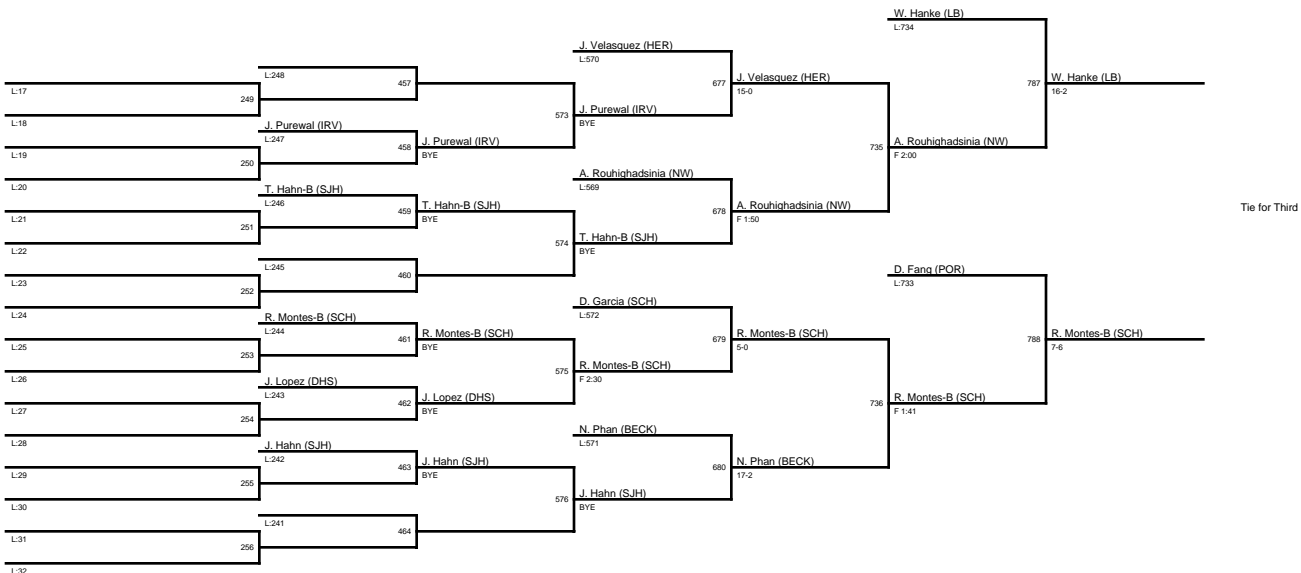 W. Hanke (LB)
L:734
J. Velasquez (HER)
L:570
L:248
457
677
J. Velasquez (HER)
15-0
787
W. Hanke (LB)
16-2
L:17
249
573
J. Purewal (IRV)
BYE
L:18
J. Purewal (IRV)
L:247
458
J. Purewal (IRV)
BYE
735
A. Rouhighadsinia (NW)
F 2:00
L:19
250
L:20
A. Rouhighadsinia (NW)
L:569
T. Hahn-B (SJH)
L:246
459
T. Hahn-B (SJH)
BYE
678
A. Rouhighadsinia (NW)
F 1:50
Tie for Third
L:21
251
574
T. Hahn-B (SJH)
BYE
L:22
L:245
460
D. Fang (POR)
L:733
L:23
252
L:24
D. Garcia (SCH)
L:572
R. Montes-B (SCH)
L:244
461
R. Montes-B (SCH)
BYE
679
R. Montes-B (SCH)
5-0
788
R. Montes-B (SCH)
7-6
L:25
253
575
R. Montes-B (SCH)
F 2:30
L:26
J. Lopez (DHS)
L:243
462
J. Lopez (DHS)
BYE
736
R. Montes-B (SCH)
F 1:41
L:27
254
L:28
N. Phan (BECK)
L:571
J. Hahn (SJH)
L:242
463
J. Hahn (SJH)
BYE
680
N. Phan (BECK)
17-2
L:29
255
576
J. Hahn (SJH)
BYE
L:30
L:241
464
L:31
256
L:32